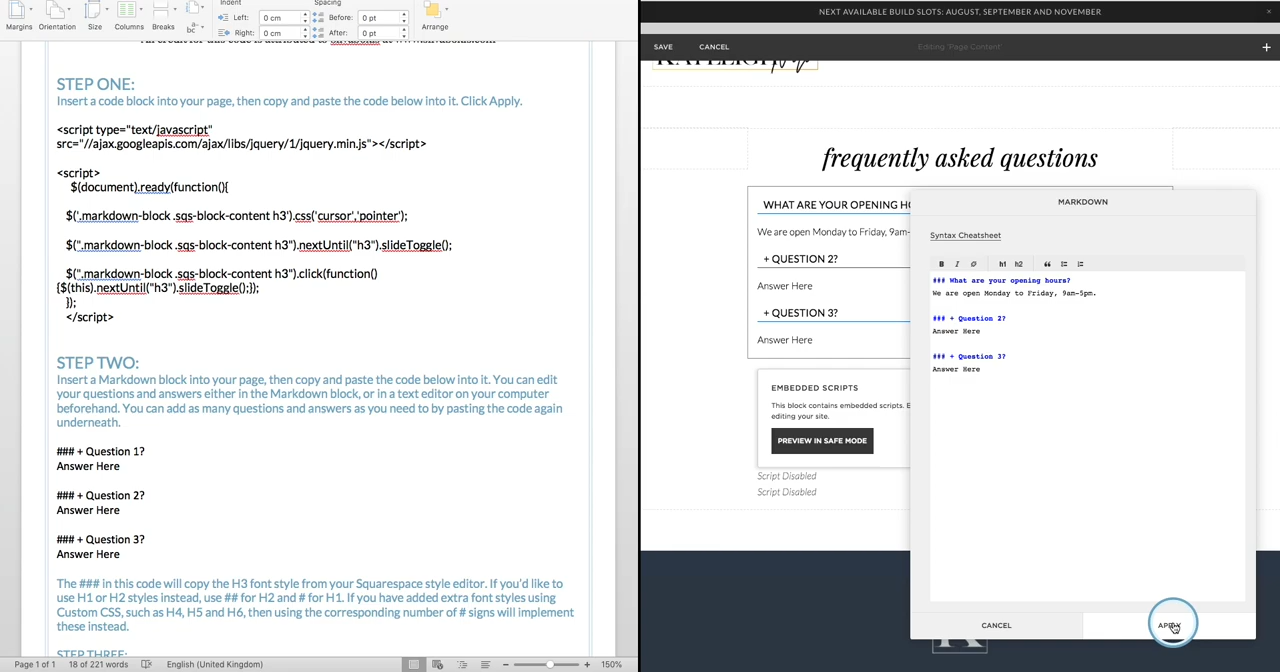 Indent
Spacing
Margins
Orientation
Size
Columns
Breaks
abc
Left:
0 cm
Before:
0 pt
Right:
0 cm
After:
0 pt
Arrange
STEP ONE:
Insert a code block into your page, then copy and paste the code below into it. Click Apply.
<script type="text/javascript"
src="//ajax.googleapis.com/ajax/libs/jquery/1/jquery.min.js"></script>
<script>
$(document).ready(function(){
$('.markdown-block .sqs-block-content h3').css('cursor','pointer');
$(".markdown-block .sqs-block-content h3").nextUntil("h3").slideToggle();
$(".markdown-block .sqs-block-content h3").click(function()
{$(this).nextUntil("h3").slideToggle();});
});
</script>
STEP TWO:
Insert a Markdown block into your page, then copy and paste the code below into it. You can edit
your questions and answers either in the Markdown block, or in a text editor on your computer
beforehand. You can add as many questions and answers as you need to by pasting the code again
underneath.
### + Question 1?
Answer Here
### + Question 2?
Answer Here
### + Question 3?
Answer Here
The ### in this code will copy the H3 font style from your Squarespace style editor. If you'd like to
use H1 or H2 styles instead, use ## for H2 and # for H1. If you have added extra font styles using
Custom CSS, such as H4, H5 and H6, then using the corresponding number of # signs will implement
these instead.
STEP THREE:
Page 1 of 1
18 of 221 words
English (United Kingdom)
150%
NEXT AVAILABLE BUILD SLOTS: AUGUST, SEPTEMBER AND NOVEMBER
SAVE
CANCEL
Editing 'Page Content'
frequently asked questions
WHAT ARE YOUR OPENING HO
We are open Monday to Friday, 9am-
+ QUESTION 2?
Answer Here
+ QUESTION 3?
Answer Here
EMBEDDED SCRIPTS
This block contains embedded scripts. E
editing your site.
PREVIEW IN SAFE MODE
Script Disabled
Script Disabled
MARKDOWN
Syntax Cheatsheet
B I h1 h2
### What are your opening hours?
We are open Monday to Friday, 9am-5pm.
### + Question 2?
Answer Here
### + Question 3?
Answer Here
CANCEL
APPLY